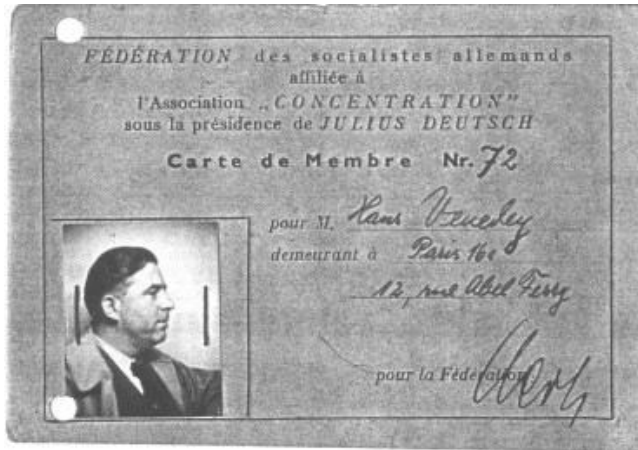 FÉDÉRATION des socialistes allemands
affiliée à
l'Association „CONCENTRATION"
sous la présidence de JULIUS DEUTSCH
Carte de Membre Nr. 72
pour M. Hans Venedey
demeurant à Paris 16e
12, rue Abel Ferry
pour la Fédération